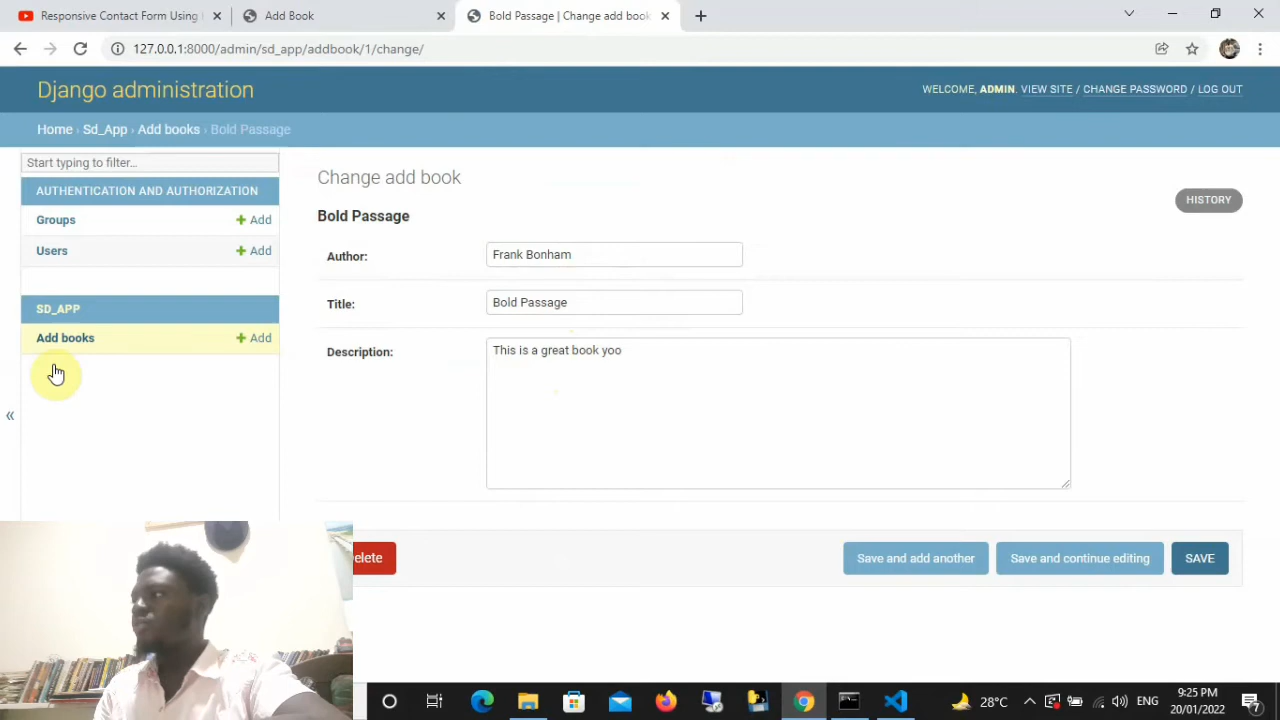 Responsive Contact Form Using
Add Book
Bold Passage | Change add book
127.0.0.1:8000/admin/sd_app/addbook/1/change/
Django administration
WELCOME, ADMIN. VIEW SITE / CHANGE PASSWORD / LOG OUT
Home › Sd_App › Add books › Bold Passage
Start typing to filter...
AUTHENTICATION AND AUTHORIZATION
Groups + Add
Users + Add
SD_APP
Add books + Add
«
Change add book
HISTORY
Bold Passage
Author: Frank Bonham
Title: Bold Passage
Description: This is a great book yoo
elete
Save and add another
Save and continue editing
SAVE
28°C
ENG
9:25 PM
20/01/2022
7